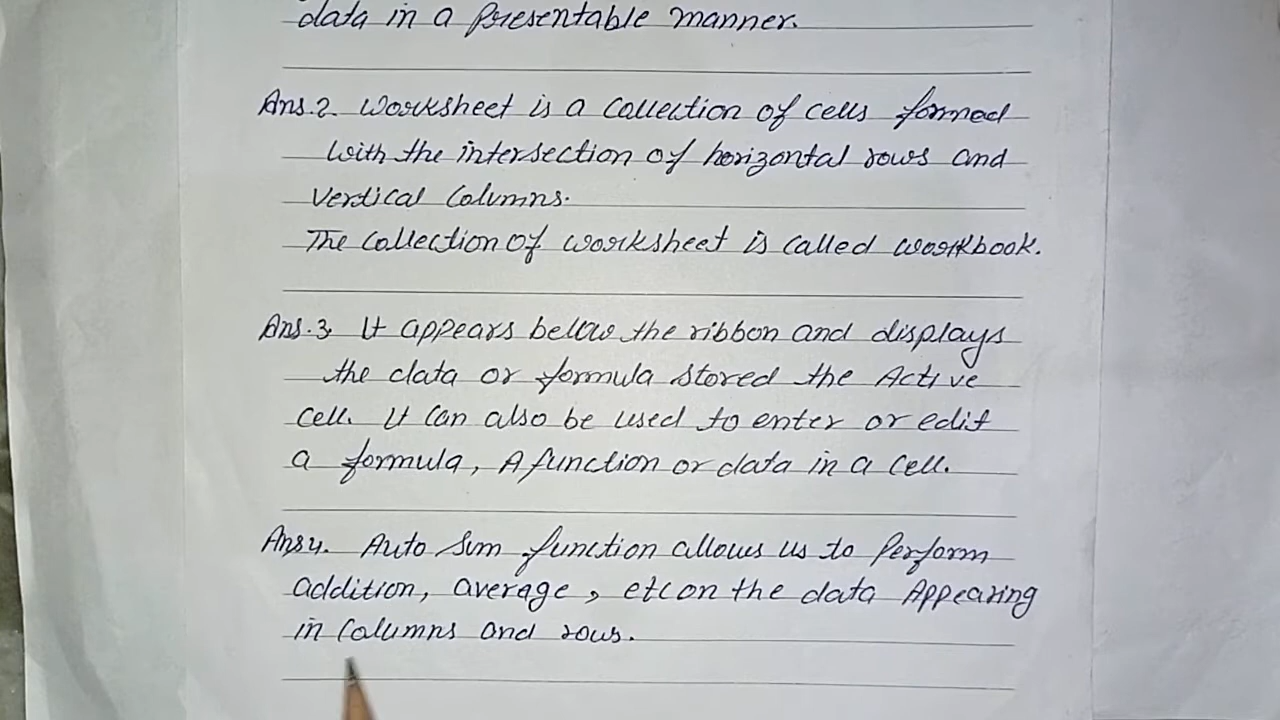 data in a Presentable manner.
Ans.2. Worksheet is a Collection of cells formed
with the intersection of horizontal rows and
Vertical Columns.
The Collection of worksheet is called workbook.
Ans.3. It appears below the ribbon and displays
the data or formula stored the Active
cell. It can also be used to enter or edit
a formula, A function or data in a cell.
Ans4. Auto Sum function allows us to Perform
addition, average, etc on the data Appearing
in Columns and rows.